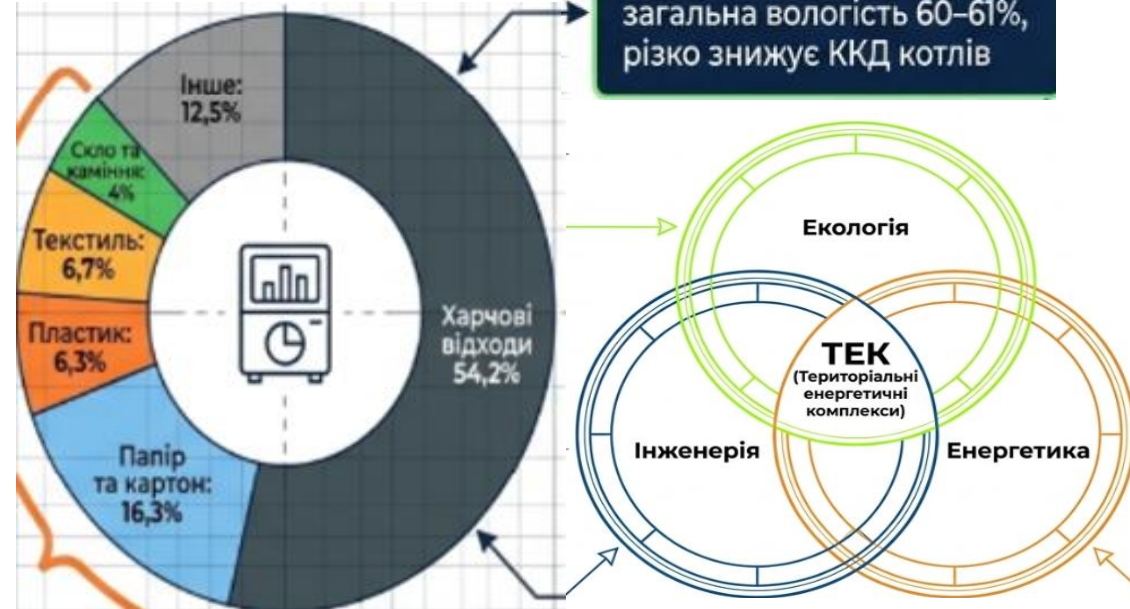 Інше:
12,5%
Скло та
каміння:
4%
Текстиль:
6,7%
Пластик:
6,3%
Папір
та картон:
16,3%
Харчові
відходи
54,2%
загальна вологість 60–61%,
різко знижує ККД котлів
Екологія
ТЕК
(Територіальні
енергетичні
комплекси)
Інженерія
Енергетика